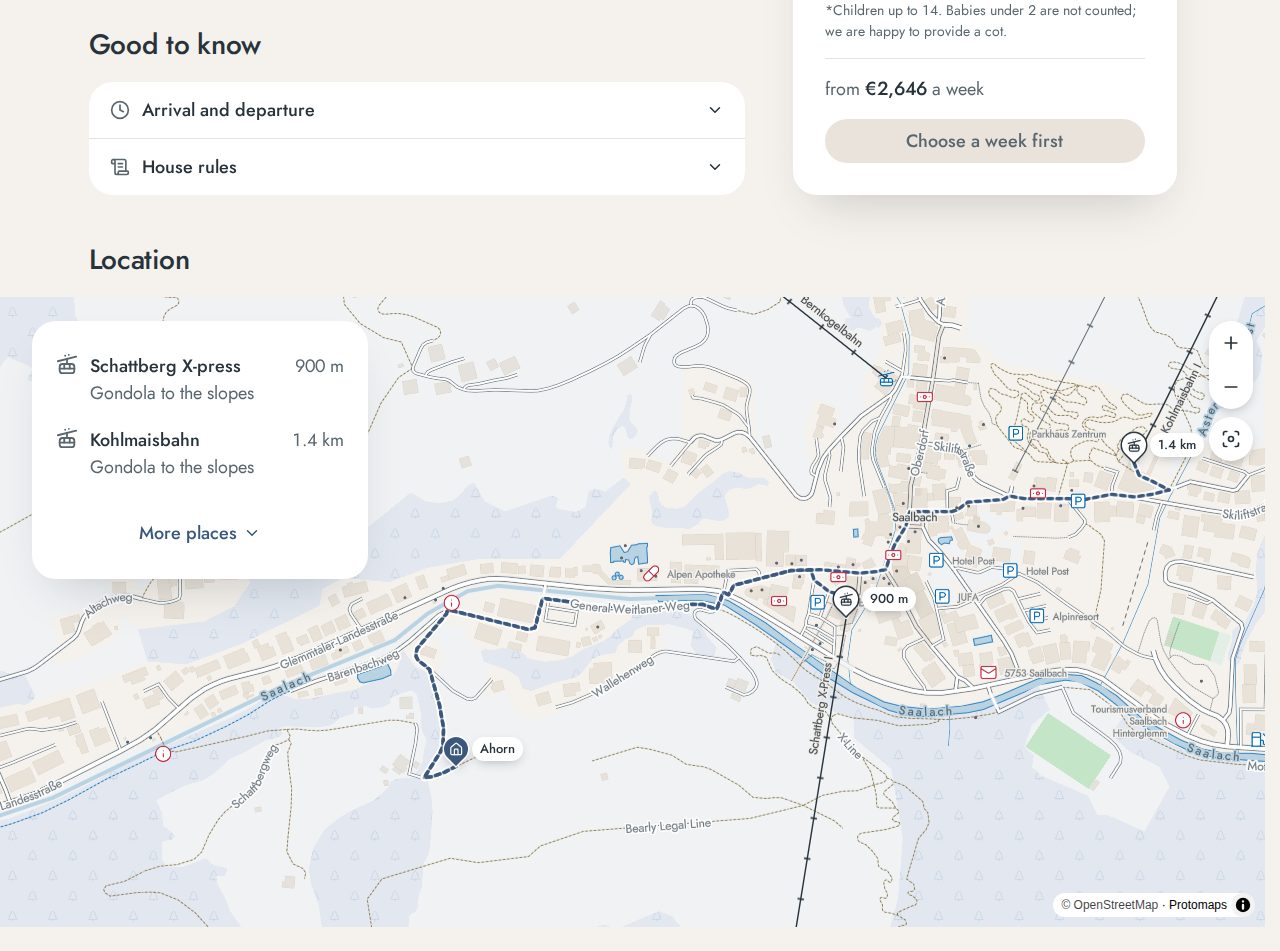 *Children up to 14. Babies under 2 are not counted;
we are happy to provide a cot.
Good to know
Arrival and departure
House rules
from €2,646 a week
Choose a week first
Location
Schattberg X-press
900 m
Gondola to the slopes
Kohlmaisbahn
1.4 km
Gondola to the slopes
More places
Bernkogelbahn
Kohlmaisbahn I
Parkhaus Zentrum
1.4 km
Oberdorf
Skiliftstraße
Saalbach
Hotel Post
Hotel Post
Alpen Apotheke
JUFA
900 m
Alpinresort
General-Weitlaner-Weg
Altachweg
Glemmtaler Landesstraße
Bärenbachweg
Saalach
Wallehenweg
5753 Saalbach
Schattberg X-Press
Saalach
X-Line
Tourismusverband
Saalbach
Hinterglemm
Saalach
Ahorn
Schattbergweg
Landesstraße
Bearly Legal Line
© OpenStreetMap · Protomaps